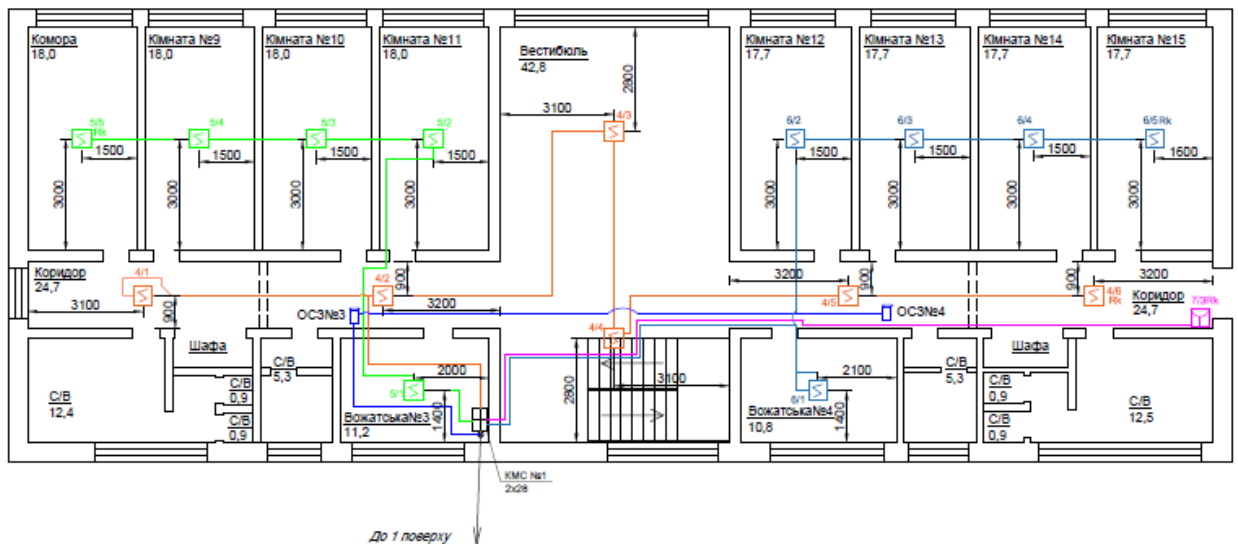 Комора
18,0
Кімната №9
18,0
Кімната №10
18,0
Кімната №11
18,0
Вестибюль
42,8
Кімната №12
17,7
Кімната №13
17,7
Кімната №14
17,7
Кімната №15
17,7
2800
3100
5/5
Rk
5/4
5/3
5/2
4/3
6/2
6/3
6/4
6/5Rk
1500
1500
1500
1500
1500
1500
1500
1600
3000
3000
3000
3000
3000
3000
3000
3000
Коридор
24,7
4/1
3100
900
4/2
900
3200
3200
900
4/5
900
3200
4/6
Rk
Коридор
24,7
7/3Rk
ОСЗ№3
ОСЗ№4
4/4
Шафа
С/В
5,3
2000
2800
3100
2100
С/В
5,3
Шафа
С/В
12,4
С/В
0,9
С/В
0,9
5/1
1400
Вожатська№3
11,2
6/1
1400
Вожатська№4
10,8
С/В
0,9
С/В
0,9
С/В
12,5
КМС №1
2х28
До 1 поверху